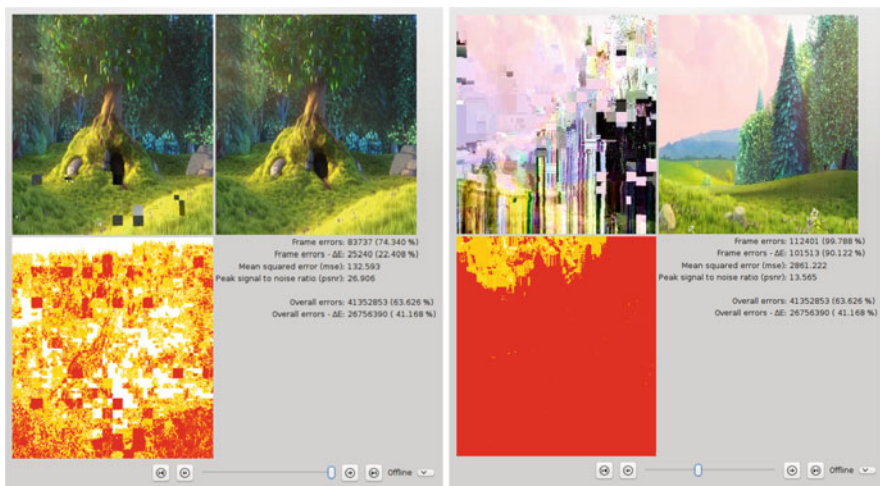 Frame errors: 83737 (74.340 %)
Frame errors - ΔE: 25240 (22.408 %)
Mean squared error (mse): 132.593
Peak signal to noise ratio (psnr): 26.906
Overall errors: 41352853 (63.626 %)
Overall errors - ΔE: 26756390 ( 41.168 %)
Offline
Frame errors: 112401 (99.788 %)
Frame errors - ΔE: 101513 (90.122 %)
Mean squared error (mse): 2861.222
Peak signal to noise ratio (psnr): 13.565
Overall errors: 41352853 (63.626 %)
Overall errors - ΔE: 26756390 ( 41.168 %)
Offline